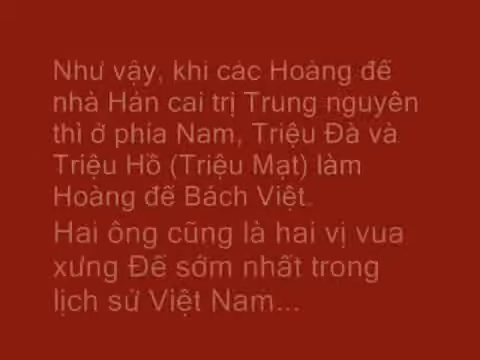 Như vậy, khi các Hoàng đế
nhà Hán cai trị Trung nguyên
thì ở phía Nam, Triệu Đà và
Triệu Hồ (Triệu Mạt) làm
Hoàng đế Bách Việt.
Hai ông cũng là hai vị vua
xưng Đế sớm nhất trong
lịch sử Việt Nam...